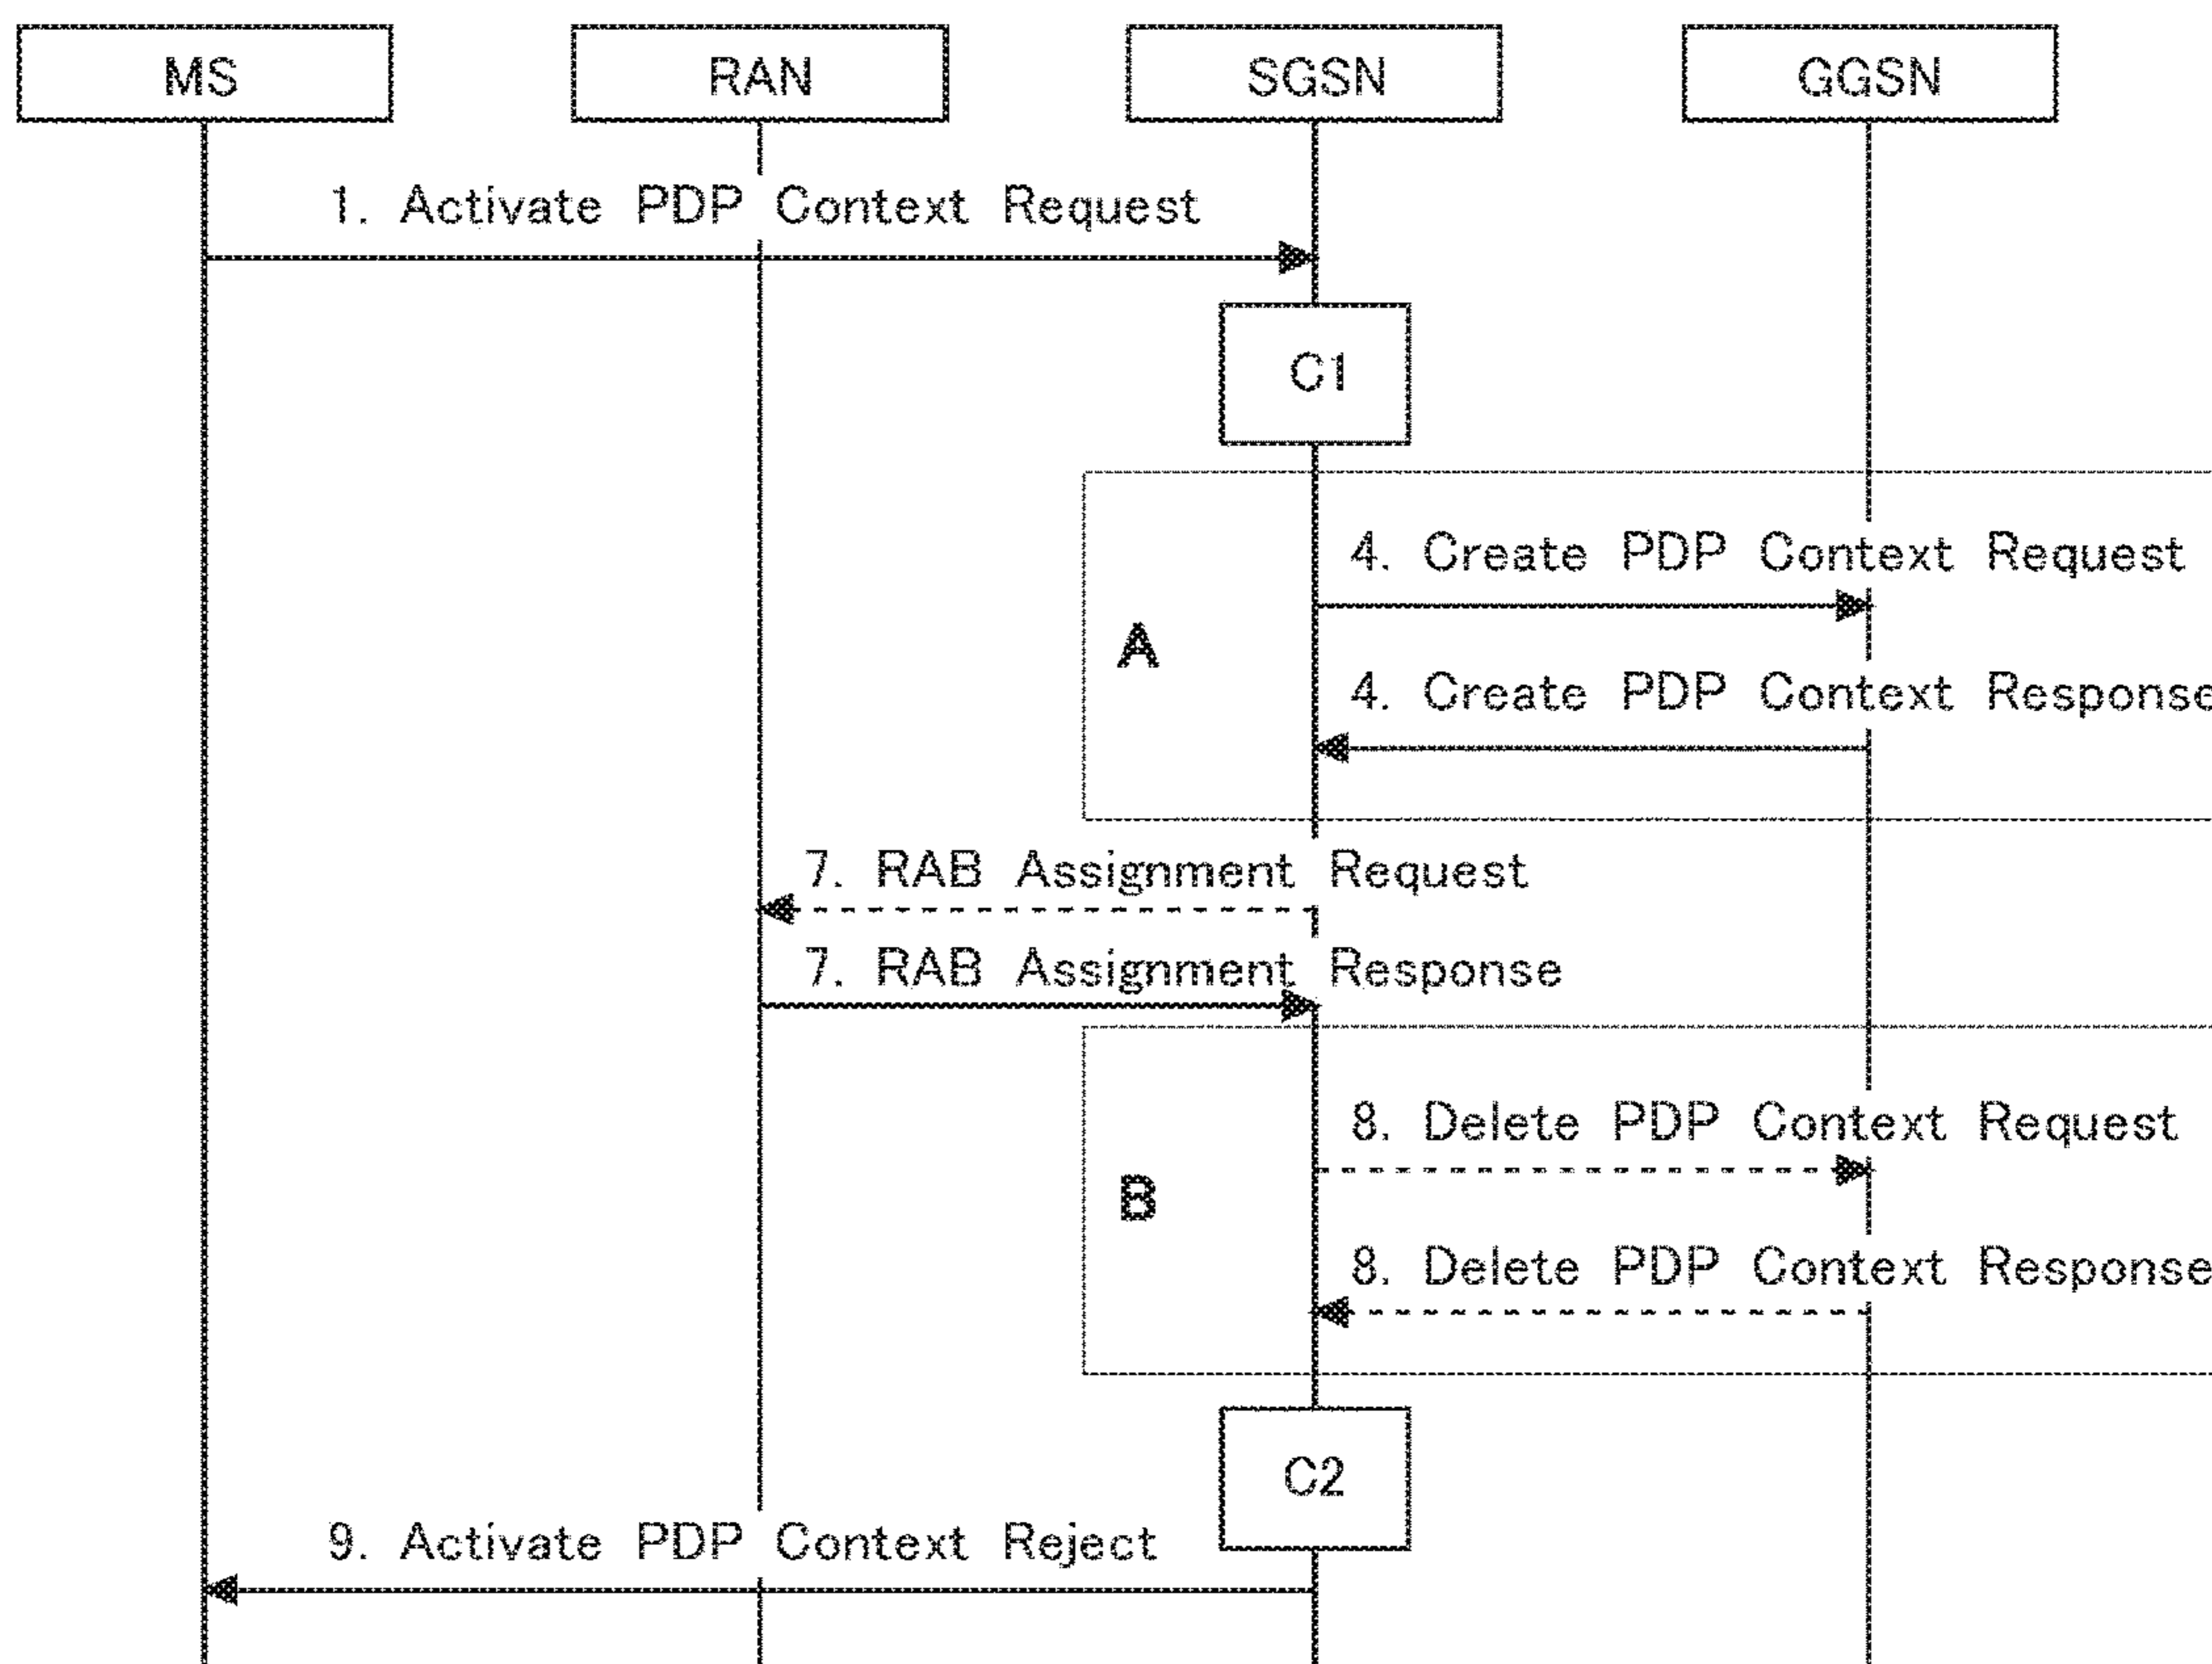 MS RAN SGSN GGSN
1. Activate PDP Context Request
C1
4. Create PDP Context Request
A
4. Create PDP Context Response
7. RAB Assignment Request
7. RAB Assignment Response
8. Delete PDP Context Request
B
8. Delete PDP Context Response
C2
9. Activate PDP Context Reject